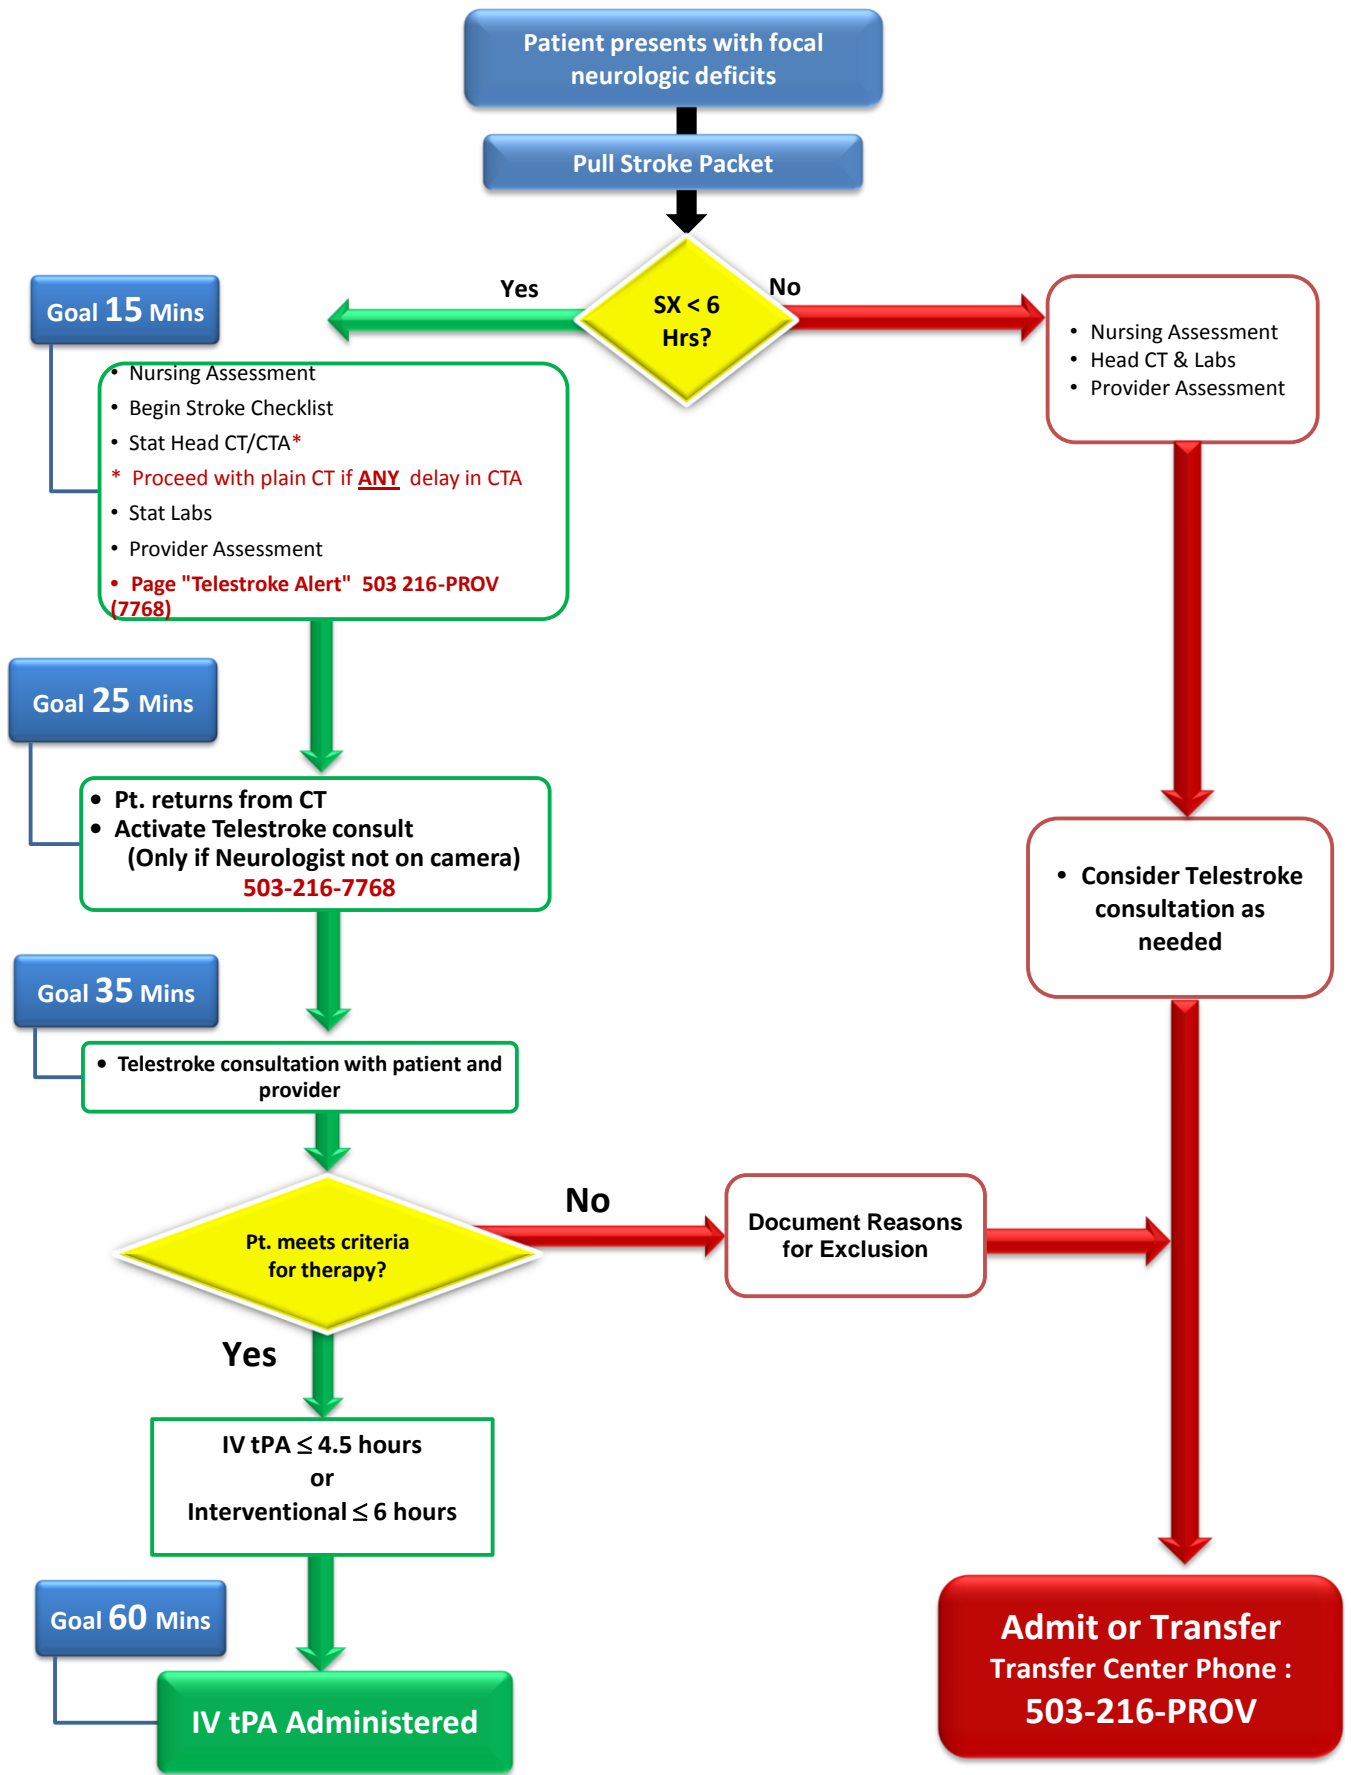 Patient presents with focal
neurologic deficits
Pull Stroke Packet
SX < 6
Hrs?
Yes
No
Goal 15 Mins
• Nursing Assessment
• Begin Stroke Checklist
• Stat Head CT/CTA*
* Proceed with plain CT if ANY delay in CTA
• Stat Labs
• Provider Assessment
• Page "Telestroke Alert" 503 216-PROV
(7768)
• Nursing Assessment
• Head CT & Labs
• Provider Assessment
Goal 25 Mins
• Pt. returns from CT
• Activate Telestroke consult
(Only if Neurologist not on camera)
503-216-7768
• Consider Telestroke
consultation as
needed
Goal 35 Mins
• Telestroke consultation with patient and
provider
Pt. meets criteria
for therapy?
No
Document Reasons
for Exclusion
Yes
IV tPA ≤ 4.5 hours
or
Interventional ≤ 6 hours
Goal 60 Mins
IV tPA Administered
Admit or Transfer
Transfer Center Phone :
503-216-PROV